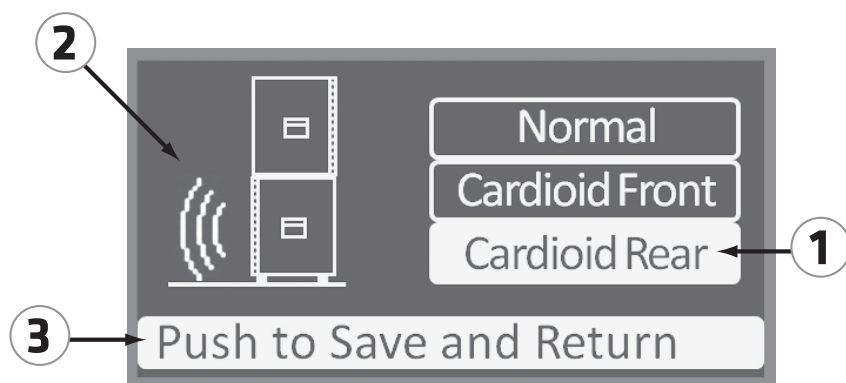 2
Normal
Cardioid Front
Cardioid Rear
1
3
Push to Save and Return